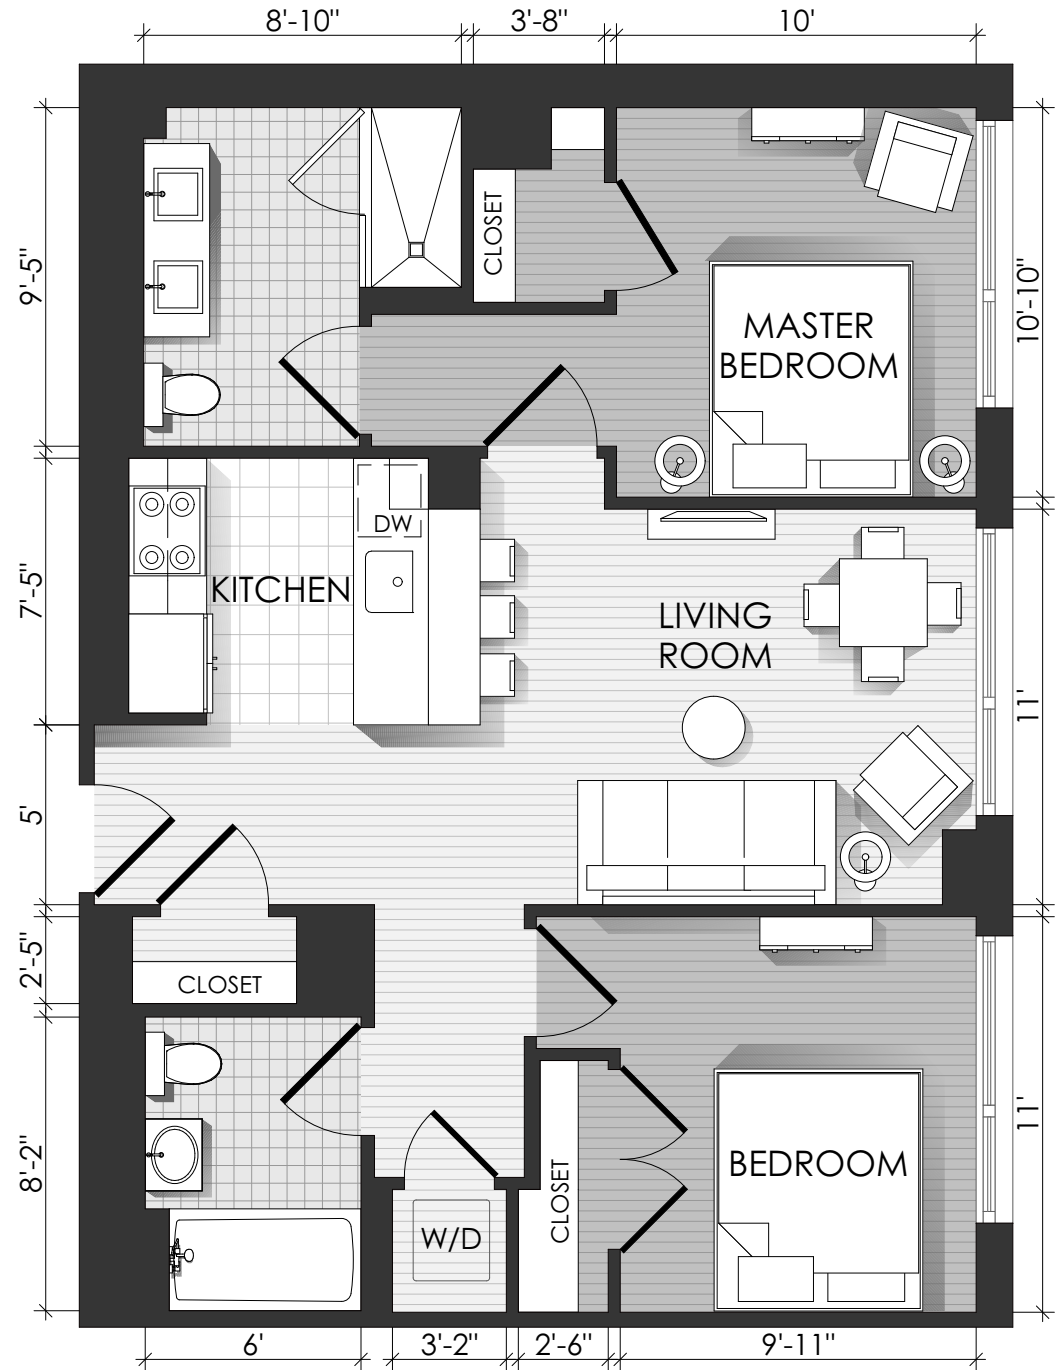 8'-10"
3'-8"
10'
9'-5"
CLOSET
10'-10"
MASTER
BEDROOM
DW
7'-5"
KITCHEN
LIVING
ROOM
11'
5'
2'-5"
CLOSET
8'-2"
BEDROOM
11'
CLOSET
W/D
6'
3'-2"
2'-6"
9'-11"